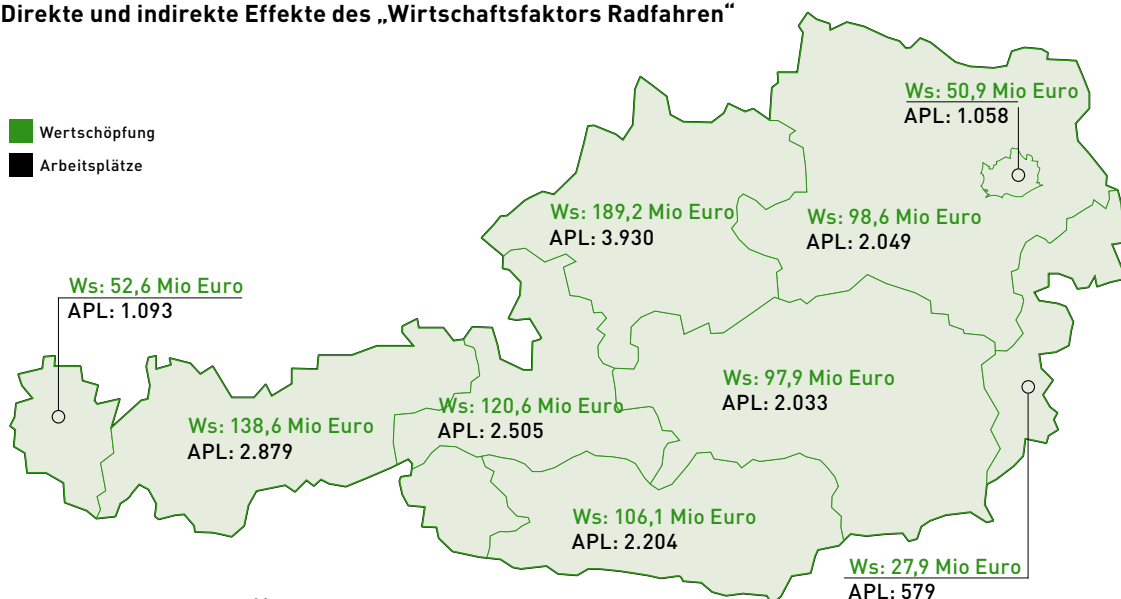 Direkte und indirekte Effekte des „Wirtschaftsfaktors Radfahren“
Wertschöpfung
Arbeitsplätze
Ws: 50,9 Mio Euro
APL: 1.058
Ws: 189,2 Mio Euro
APL: 3.930
Ws: 98,6 Mio Euro
APL: 2.049
Ws: 52,6 Mio Euro
APL: 1.093
Ws: 97,9 Mio Euro
APL: 2.033
Ws: 120,6 Mio Euro
APL: 2.505
Ws: 138,6 Mio Euro
APL: 2.879
Ws: 106,1 Mio Euro
APL: 2.204
Ws: 27,9 Mio Euro
APL: 579